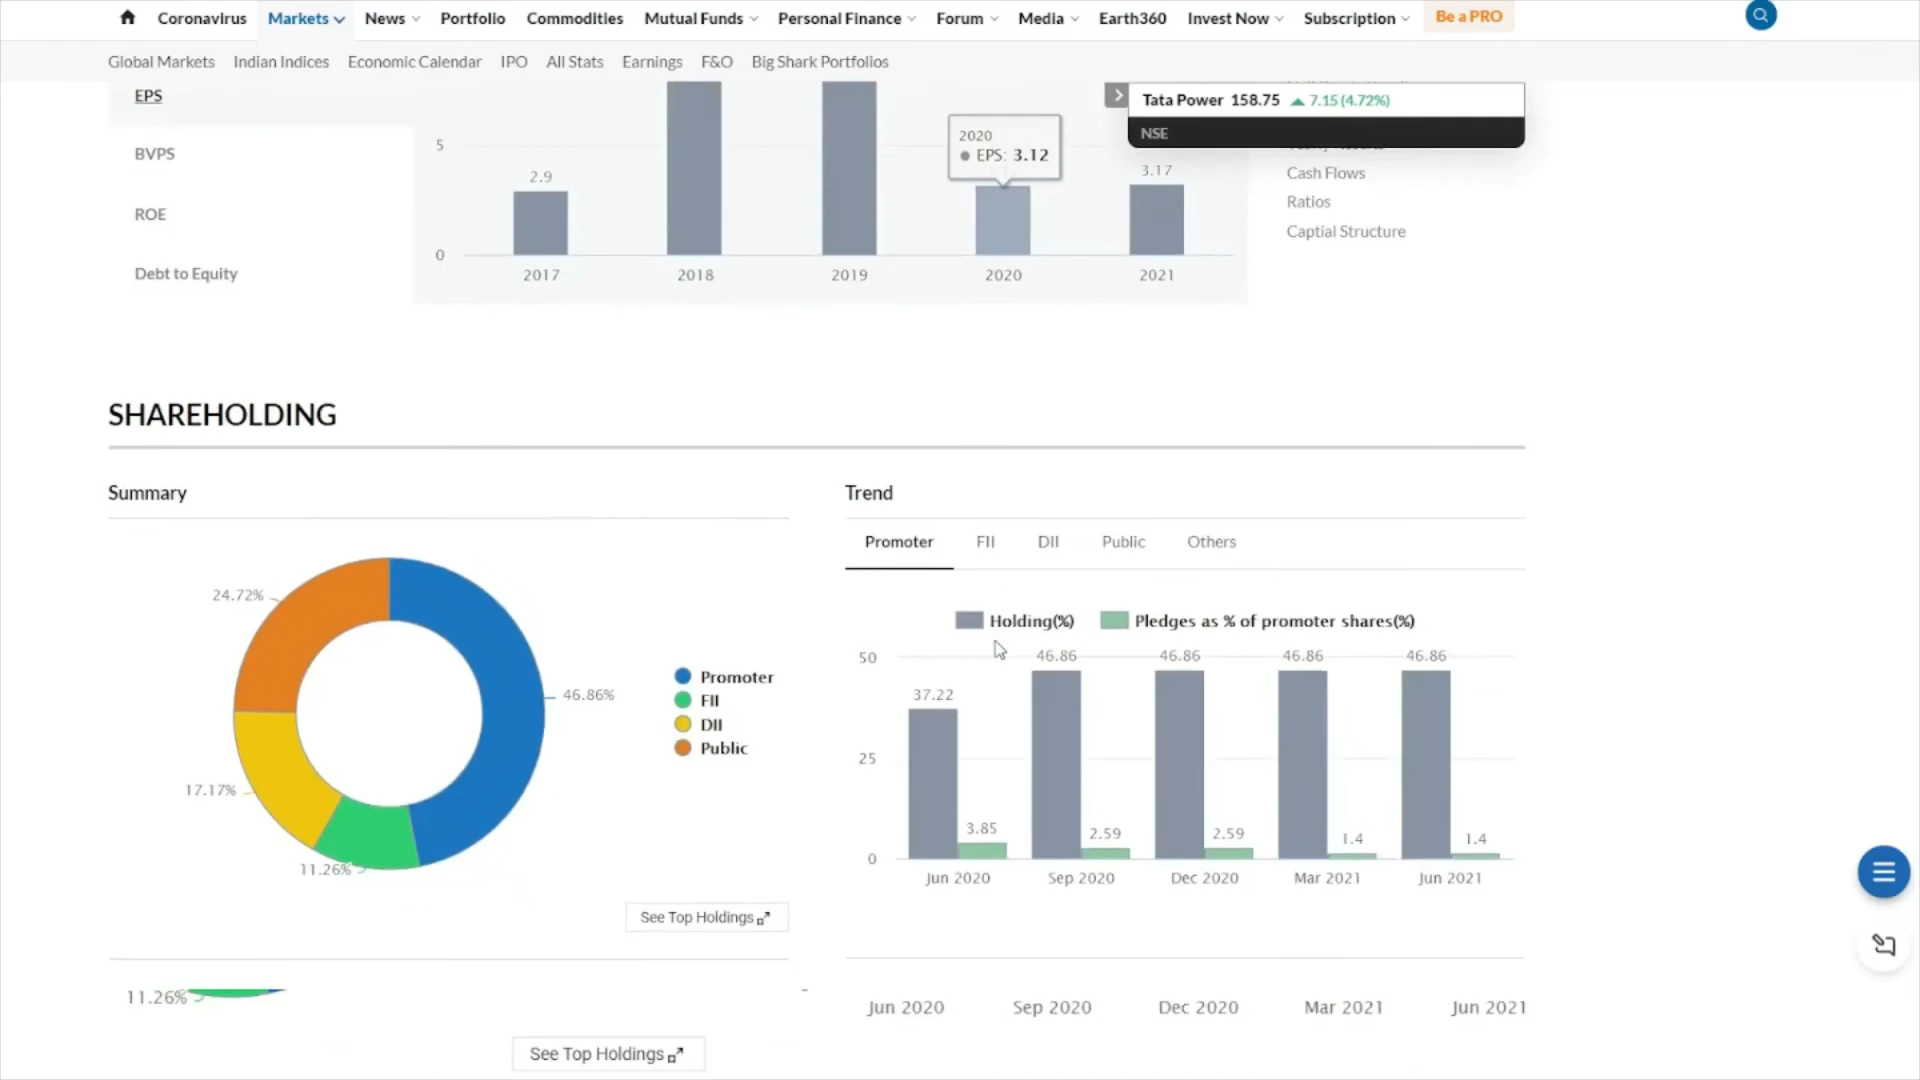 Coronavirus Markets News Portfolio Commodities Mutual Funds Personal Finance Forum Media Earth360 Invest Now Subscription Be a PRO
Global Markets Indian Indices Economic Calendar IPO All Stats Earnings F&O Big Shark Portfolios
EPS
BVPS
ROE
Debt to Equity
5
0
2.9
3.17
2020
EPS: 3.12
2017 2018 2019 2020 2021
Tata Power 158.75 7.15 (4.72%)
NSE
Cash Flows
Ratios
Captial Structure
SHAREHOLDING
Summary
24.72%
46.86%
17.17%
11.26%
Promoter
FII
DII
Public
See Top Holdings
Trend
Promoter FII DII Public Others
Holding(%) Pledges as % of promoter shares(%)
50
25
0
37.22 46.86 46.86 46.86 46.86
3.85 2.59 2.59 1.4 1.4
Jun 2020 Sep 2020 Dec 2020 Mar 2021 Jun 2021
11.26%
Jun 2020 Sep 2020 Dec 2020 Mar 2021 Jun 2021
See Top Holdings